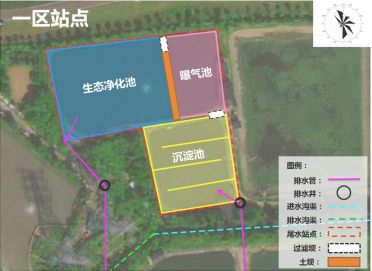 一区站点
生态净化池
曝气池
沉淀池
图例：
排水管：
排水井：
进水沟渠：
排水沟渠：
尾水站点：
过滤坝：
土坝：